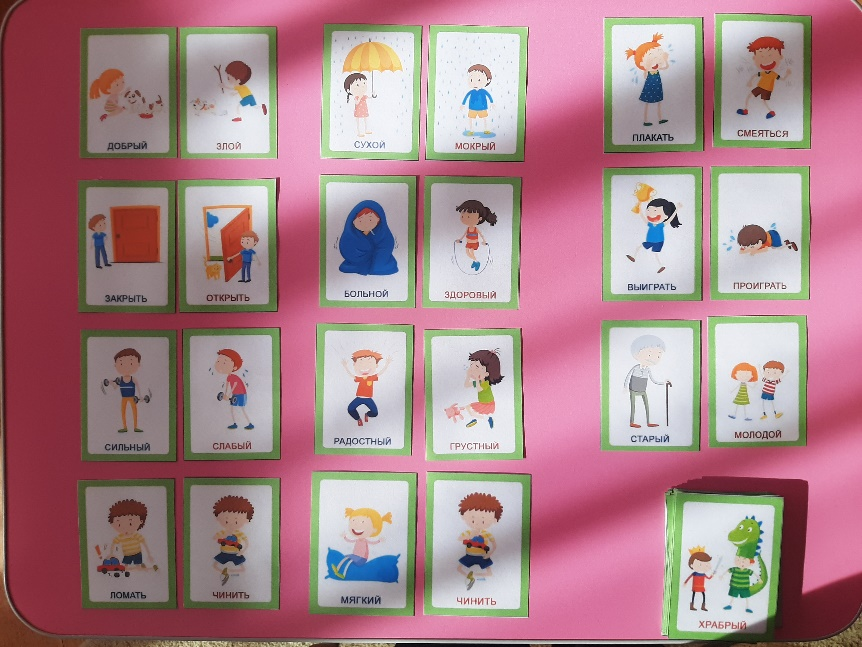 ДОБРЫЙ
ЗЛОЙ
СУХОЙ
МОКРЫЙ
ПЛАКАТЬ
СМЕЯТЬСЯ
ЗАКРЫТЬ
ОТКРЫТЬ
БОЛЬНОЙ
ЗДОРОВЫЙ
ВЫИГРАТЬ
ПРОИГРАТЬ
СИЛЬНЫЙ
СЛАБЫЙ
РАДОСТНЫЙ
ГРУСТНЫЙ
СТАРЫЙ
МОЛОДОЙ
ЛОМАТЬ
ЧИНИТЬ
МЯГКИЙ
ЧИНИТЬ
ХРАБРЫЙ